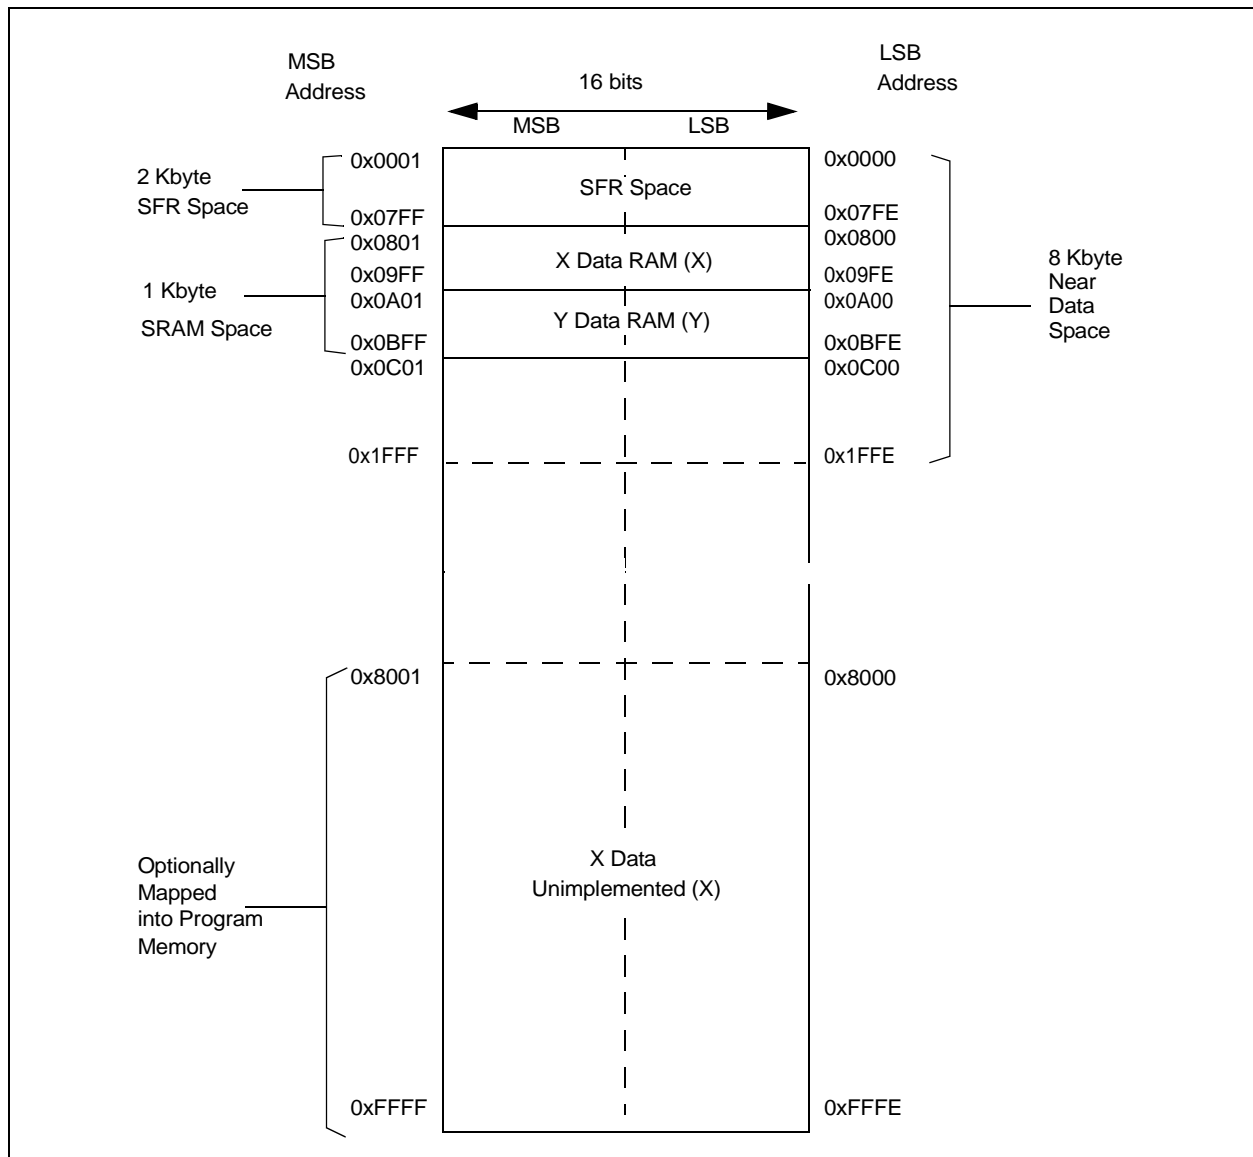 MSB
Address
LSB
Address
16 bits
MSB
LSB
0x0001
0x0000
2 Kbyte
SFR Space
SFR Space
0x07FF
0x07FE
0x0801
0x0800
X Data RAM (X)
0x09FF
0x09FE
8 Kbyte
Near
Data
Space
1 Kbyte
SRAM Space
0x0A01
0x0A00
Y Data RAM (Y)
0x0BFF
0x0BFE
0x0C01
0x0C00
0x1FFF
0x1FFE
0x8001
0x8000
Optionally
Mapped
into Program
Memory
X Data
Unimplemented (X)
0xFFFF
0xFFFE